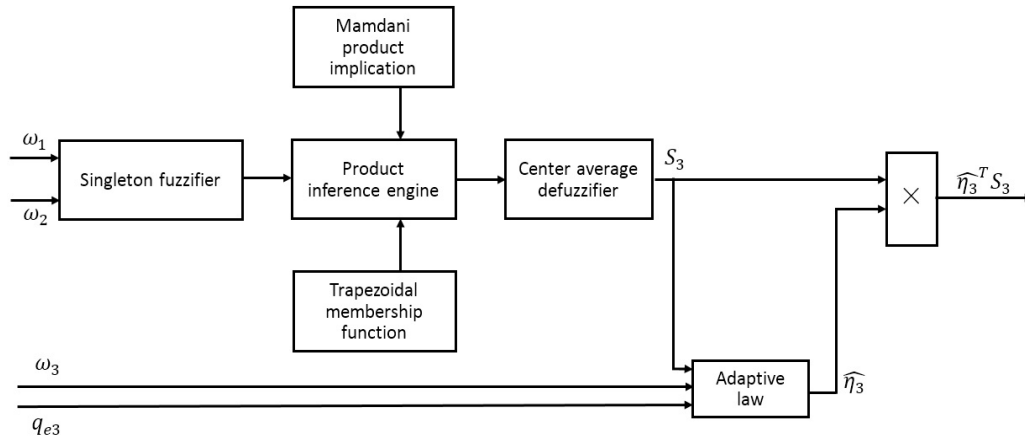 Mamdani
product
implication
ω₁
ω₂
Singleton fuzzifier
Product
inference engine
Center average
defuzzifier
S₃
×
η̂₃ᵀS₃
Trapezoidal
membership
function
ω₃
qₑ₃
Adaptive
law
η̂₃